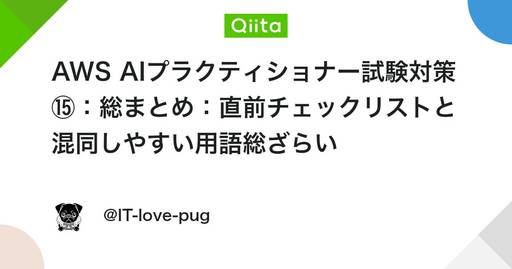 Qiita
AWS AIプラクティショナー試験対策
⑮：総まとめ：直前チェックリストと
混同しやすい用語総ざらい
@IT-love-pug